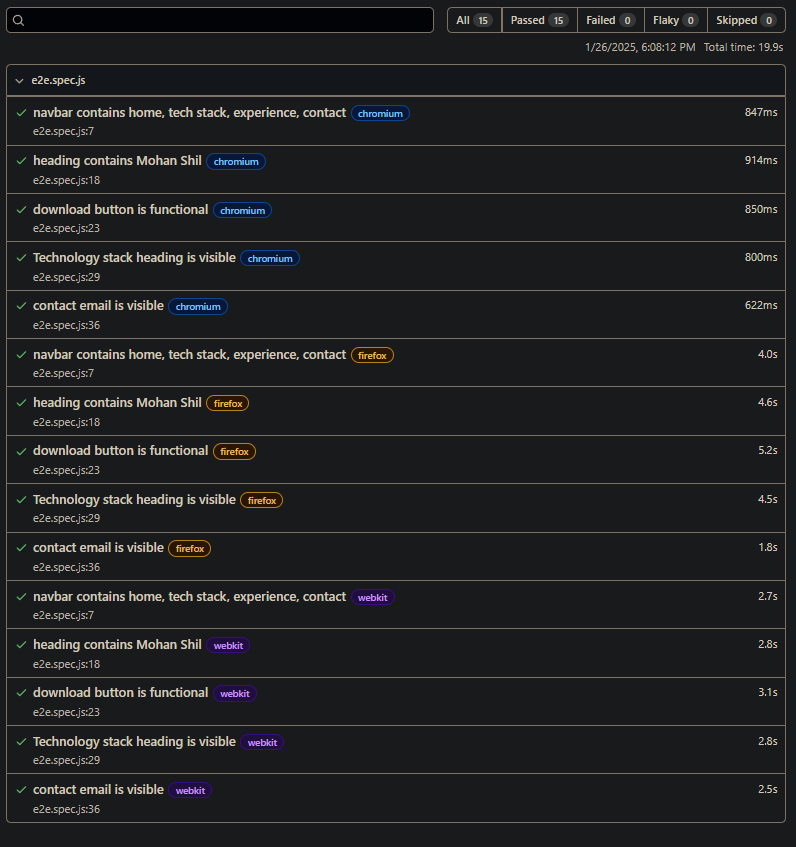 All 15 Passed 15 Failed 0 Flaky 0 Skipped 0
1/26/2025, 6:08:12 PM Total time: 19.9s
e2e.spec.js
navbar contains home, tech stack, experience, contact chromium 847ms
e2e.spec.js:7
heading contains Mohan Shil chromium 914ms
e2e.spec.js:18
download button is functional chromium 850ms
e2e.spec.js:23
Technology stack heading is visible chromium 800ms
e2e.spec.js:29
contact email is visible chromium 622ms
e2e.spec.js:36
navbar contains home, tech stack, experience, contact firefox 4.0s
e2e.spec.js:7
heading contains Mohan Shil firefox 4.6s
e2e.spec.js:18
download button is functional firefox 5.2s
e2e.spec.js:23
Technology stack heading is visible firefox 4.5s
e2e.spec.js:29
contact email is visible firefox 1.8s
e2e.spec.js:36
navbar contains home, tech stack, experience, contact webkit 2.7s
e2e.spec.js:7
heading contains Mohan Shil webkit 2.8s
e2e.spec.js:18
download button is functional webkit 3.1s
e2e.spec.js:23
Technology stack heading is visible webkit 2.8s
e2e.spec.js:29
contact email is visible webkit 2.5s
e2e.spec.js:36